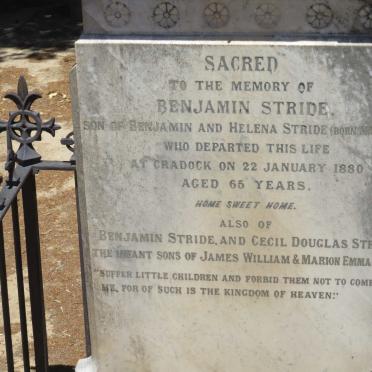 SACRED
TO THE MEMORY OF
BENJAMIN STRIDE,
SON OF BENJAMIN AND HELENA STRIDE (BORN
WHO DEPARTED THIS LIFE
AT CRADOCK ON 22 JANUARY 1880
AGED 65 YEARS.
HOME SWEET HOME.
ALSO OF
BENJAMIN STRIDE, AND CECIL DOUGLAS
THE INFANT SONS OF JAMES WILLIAM & MARION EMMA
"SUFFER LITTLE CHILDREN AND FORBID THEM NOT TO COME
ME, FOR OF SUCH IS THE KINGDOM OF HEAVEN."